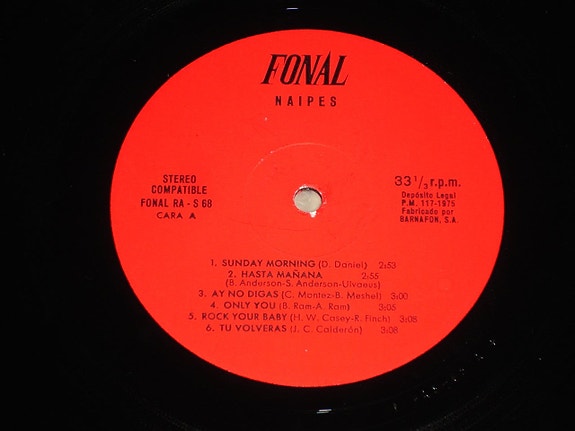 FONAL
NAIPES
STEREO
COMPATIBLE
FONAL RA - S 68
CARA A
33 1/3 r.p.m.
Depósito Legal
P.M. 117-1975
Fabricado por
BARNAFON, S.A.
1. SUNDAY MORNING (D. Daniel) 2:53
2. HASTA MAÑANA 2:55
(B. Anderson-S. Anderson-Ulvaeus)
3. AY NO DIGAS (C. Montez-B. Meshel) 3:00
4. ONLY YOU (B. Ram-A. Ram) 3:05
5. ROCK YOUR BABY (H. W. Casey-R. Finch) 3:08
6. TU VOLVERAS (J. C. Calderón) 3:08